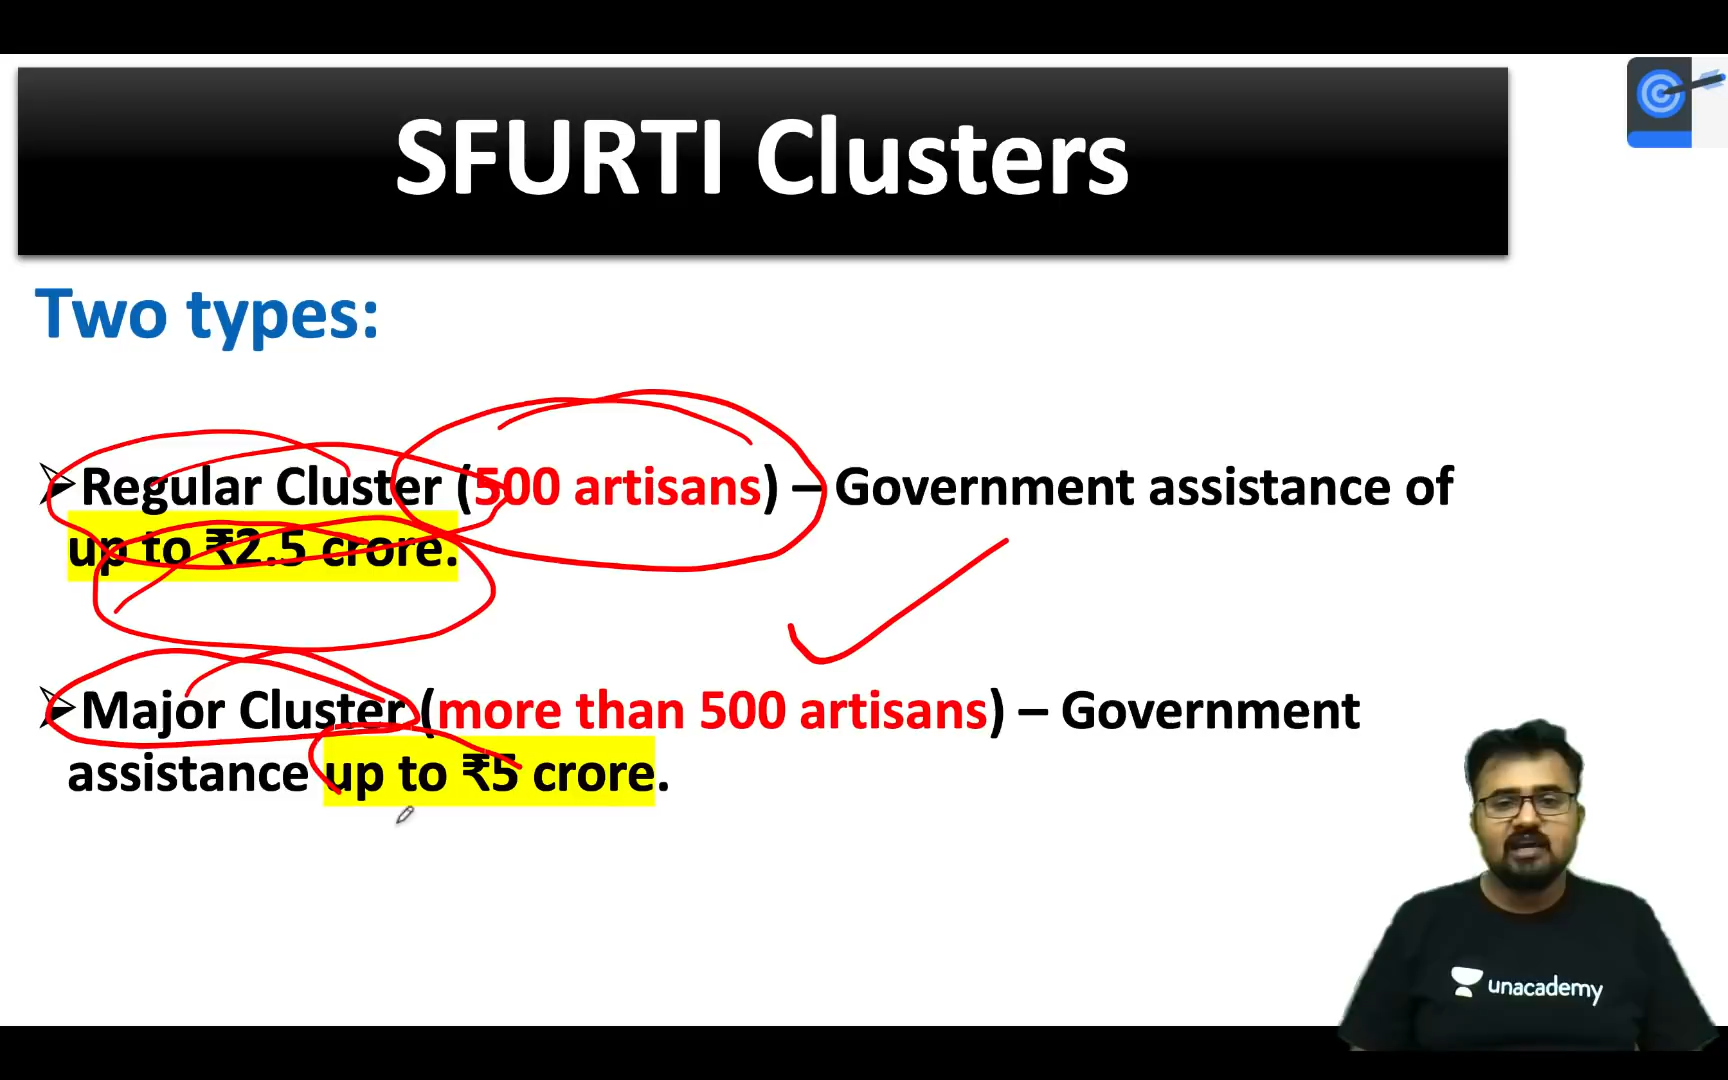 SFURTI Clusters
Two types:
➢Regular Cluster (500 artisans) – Government assistance of
up to ₹2.5 crore.
➢Major Cluster (more than 500 artisans) – Government
assistance up to ₹5 crore.
unacademy